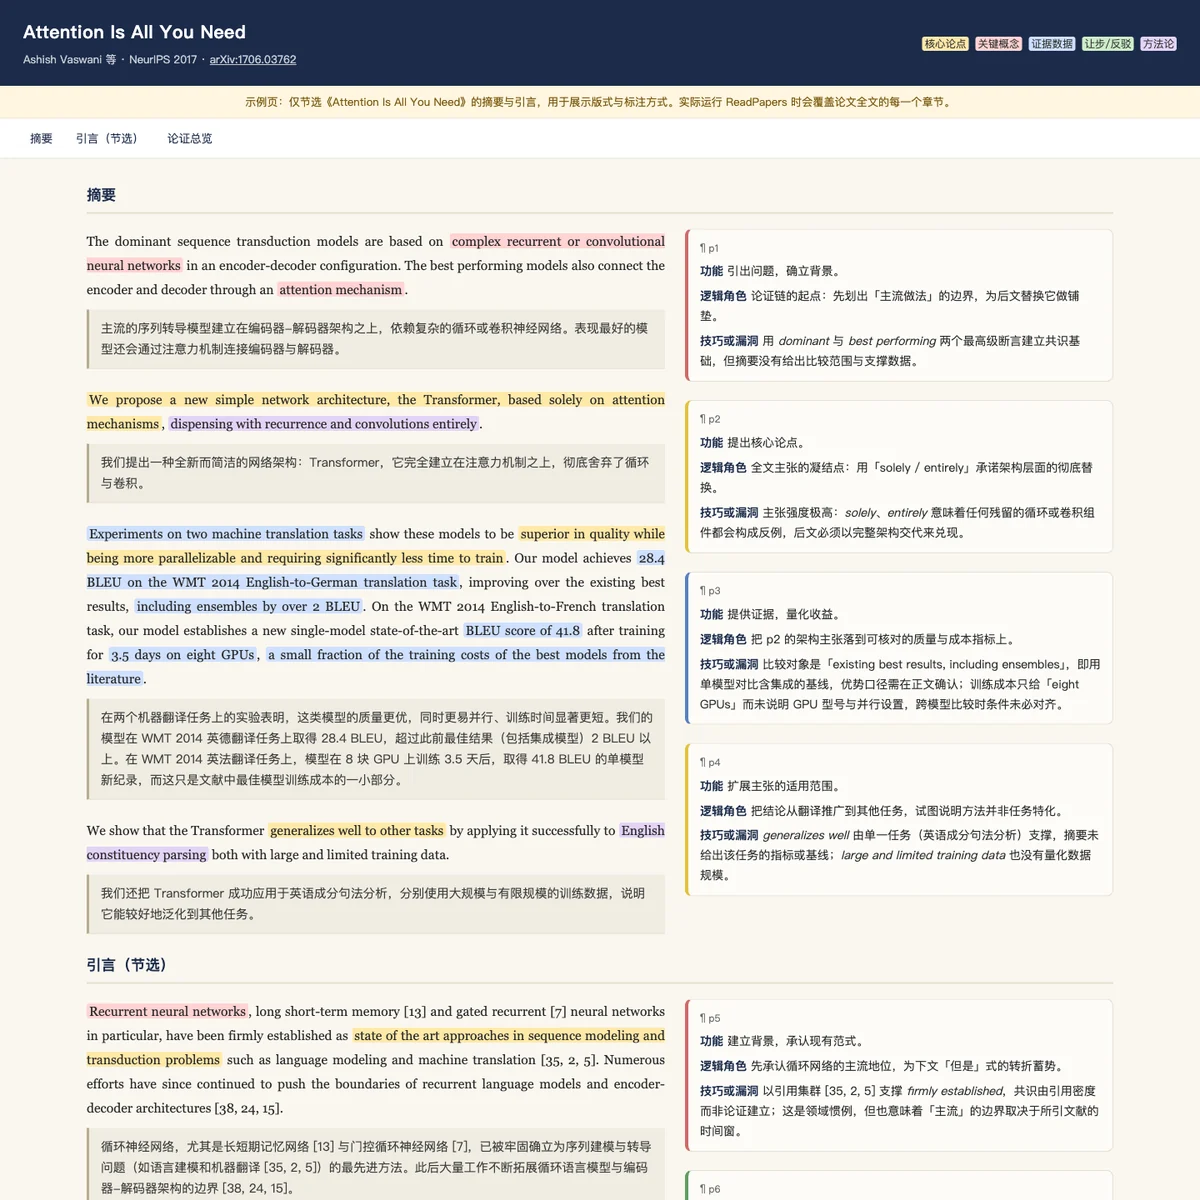 Attention Is All You Need
Ashish Vaswani 等 · NeurIPS 2017 · arXiv:1706.03762
核心论点 关键概念 证据数据 让步/反驳 方法论
示例页：仅节选《Attention Is All You Need》的摘要与引言，用于展示版式与标注方式。实际运行 ReadPapers 时会覆盖论文全文的每一个章节。
摘要 引言（节选） 论证总览
摘要
The dominant sequence transduction models are based on complex recurrent or convolutional
neural networks in an encoder-decoder configuration. The best performing models also connect the
encoder and decoder through an attention mechanism.
主流的序列转导模型建立在编码器–解码器架构之上，依赖复杂的循环或卷积神经网络。表现最好的模
型还会通过注意力机制连接编码器与解码器。
¶ p1
功能 引出问题，确立背景。
逻辑角色 论证链的起点：先划出「主流做法」的边界，为后文替换它做铺
垫。
技巧或漏洞 用 dominant 与 best performing 两个最高级断言建立共识基
础，但摘要没有给出比较范围与支撑数据。
We propose a new simple network architecture, the Transformer, based solely on attention
mechanisms, dispensing with recurrence and convolutions entirely.
我们提出一种全新而简洁的网络架构：Transformer，它完全建立在注意力机制之上，彻底舍弃了循环
与卷积。
¶ p2
功能 提出核心论点。
逻辑角色 全文主张的凝结点：用「solely / entirely」承诺架构层面的彻底替
换。
技巧或漏洞 主张强度极高：solely、entirely 意味着任何残留的循环或卷积组
件都会构成反例，后文必须以完整架构交代来兑现。
Experiments on two machine translation tasks show these models to be superior in quality while
being more parallelizable and requiring significantly less time to train. Our model achieves 28.4
BLEU on the WMT 2014 English-to-German translation task, improving over the existing best
results, including ensembles by over 2 BLEU. On the WMT 2014 English-to-French translation
task, our model establishes a new single-model state-of-the-art BLEU score of 41.8 after training
for 3.5 days on eight GPUs, a small fraction of the training costs of the best models from the
literature.
在两个机器翻译任务上的实验表明，这类模型的质量更优，同时更易并行、训练时间显著更短。我们的
模型在 WMT 2014 英德翻译任务上取得 28.4 BLEU，超过此前最佳结果（包括集成模型）2 BLEU 以
上。在 WMT 2014 英法翻译任务上，模型在 8 块 GPU 上训练 3.5 天后，取得 41.8 BLEU 的单模型
新纪录，而这只是文献中最佳模型训练成本的一小部分。
¶ p3
功能 提供证据，量化收益。
逻辑角色 把 p2 的架构主张落到可核对的质量与成本指标上。
技巧或漏洞 比较对象是「existing best results, including ensembles」，即用
单模型对比含集成的基线，优势口径需在正文确认；训练成本只给「eight
GPUs」而未说明 GPU 型号与并行设置，跨模型比较时条件未必对齐。
We show that the Transformer generalizes well to other tasks by applying it successfully to English
constituency parsing both with large and limited training data.
我们还把 Transformer 成功应用于英语成分句法分析，分别使用大规模与有限规模的训练数据，说明
它能较好地泛化到其他任务。
¶ p4
功能 扩展主张的适用范围。
逻辑角色 把结论从翻译推广到其他任务，试图说明方法并非任务特化。
技巧或漏洞 generalizes well 由单一任务（英语成分句法分析）支撑，摘要未
给出该任务的指标或基线；large and limited training data 也没有量化数据
规模。
引言（节选）
Recurrent neural networks, long short-term memory [13] and gated recurrent [7] neural networks
in particular, have been firmly established as state of the art approaches in sequence modeling and
transduction problems such as language modeling and machine translation [35, 2, 5]. Numerous
efforts have since continued to push the boundaries of recurrent language models and encoder-
decoder architectures [38, 24, 15].
循环神经网络，尤其是长短期记忆网络 [13] 与门控循环神经网络 [7]，已被牢固确立为序列建模与转导
问题（如语言建模和机器翻译 [35, 2, 5]）的最先进方法。此后大量工作不断拓展循环语言模型与编码
器–解码器架构的边界 [38, 24, 15]。
¶ p5
功能 建立背景，承认现有范式。
逻辑角色 先承认循环网络的主流地位，为下文「但是」式的转折蓄势。
技巧或漏洞 以引用集群 [35, 2, 5] 支撑 firmly established，共识由引用密度
而非论证建立；这是领域惯例，但也意味着「主流」的边界取决于所引文献的
时间窗。
¶ p6